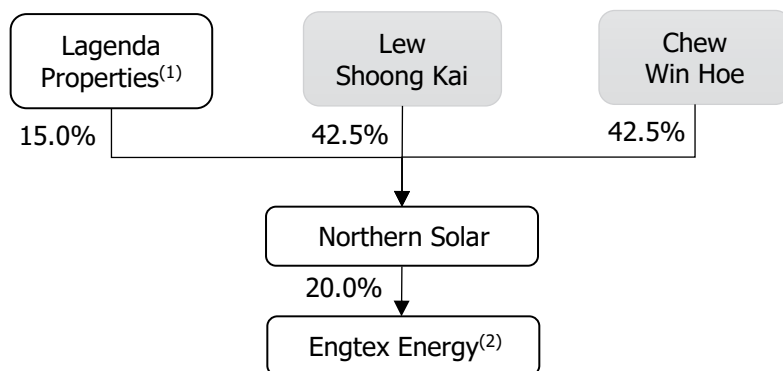 Lagenda
Properties(1)
Lew
Shoong Kai
Chew
Win Hoe
15.0%
42.5%
42.5%
Northern Solar
20.0%
Engtex Energy(2)